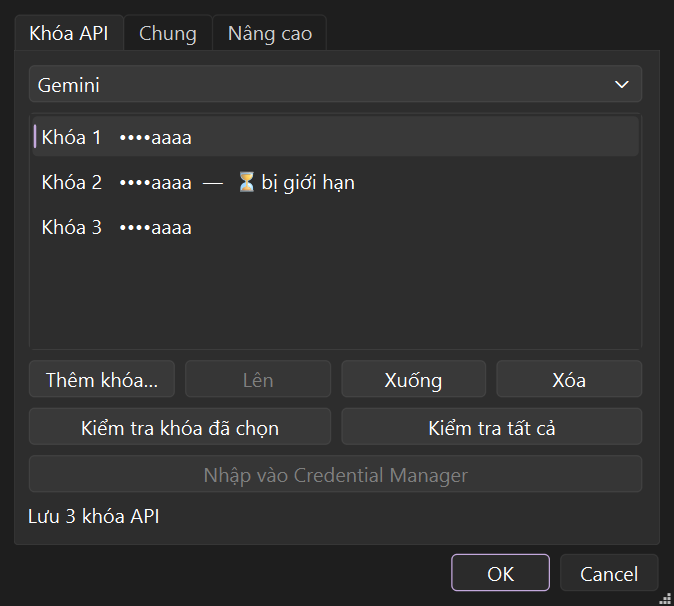 Khóa API Chung Nâng cao
Gemini
Khóa 1 ••••aaaa
Khóa 2 ••••aaaa — ⏳ bị giới hạn
Khóa 3 ••••aaaa
Thêm khóa... Lên Xuống Xóa
Kiểm tra khóa đã chọn Kiểm tra tất cả
Nhập vào Credential Manager
Lưu 3 khóa API
OK Cancel